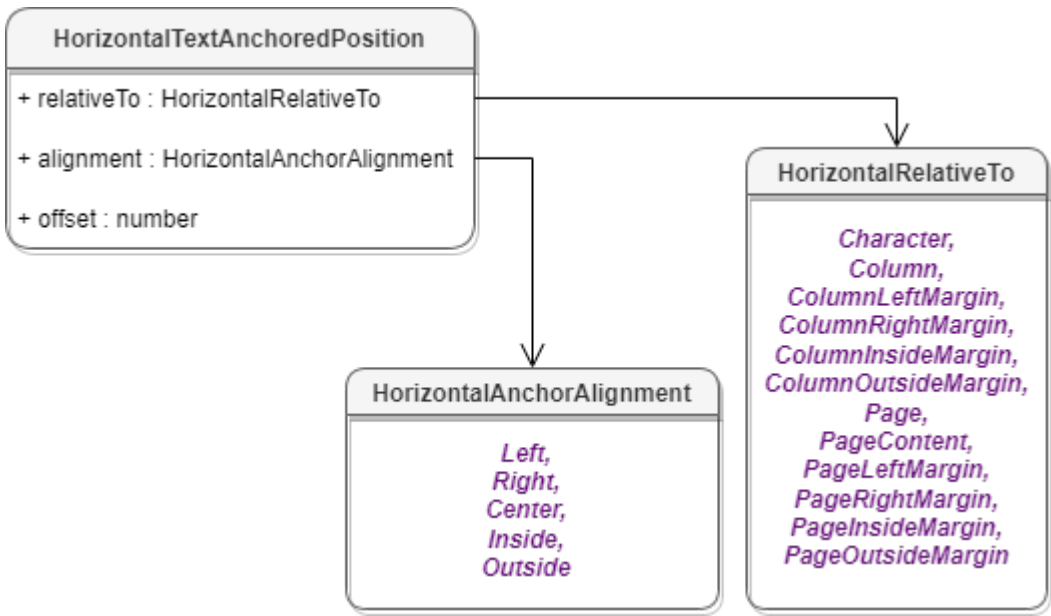 HorizontalTextAnchoredPosition
+ relativeTo : HorizontalRelativeTo
+ alignment : HorizontalAnchorAlignment
+ offset : number
HorizontalRelativeTo
Character,
Column,
ColumnLeftMargin,
ColumnRightMargin,
ColumnInsideMargin,
ColumnOutsideMargin,
Page,
PageContent,
PageLeftMargin,
PageRightMargin,
PageInsideMargin,
PageOutsideMargin
HorizontalAnchorAlignment
Left,
Right,
Center,
Inside,
Outside